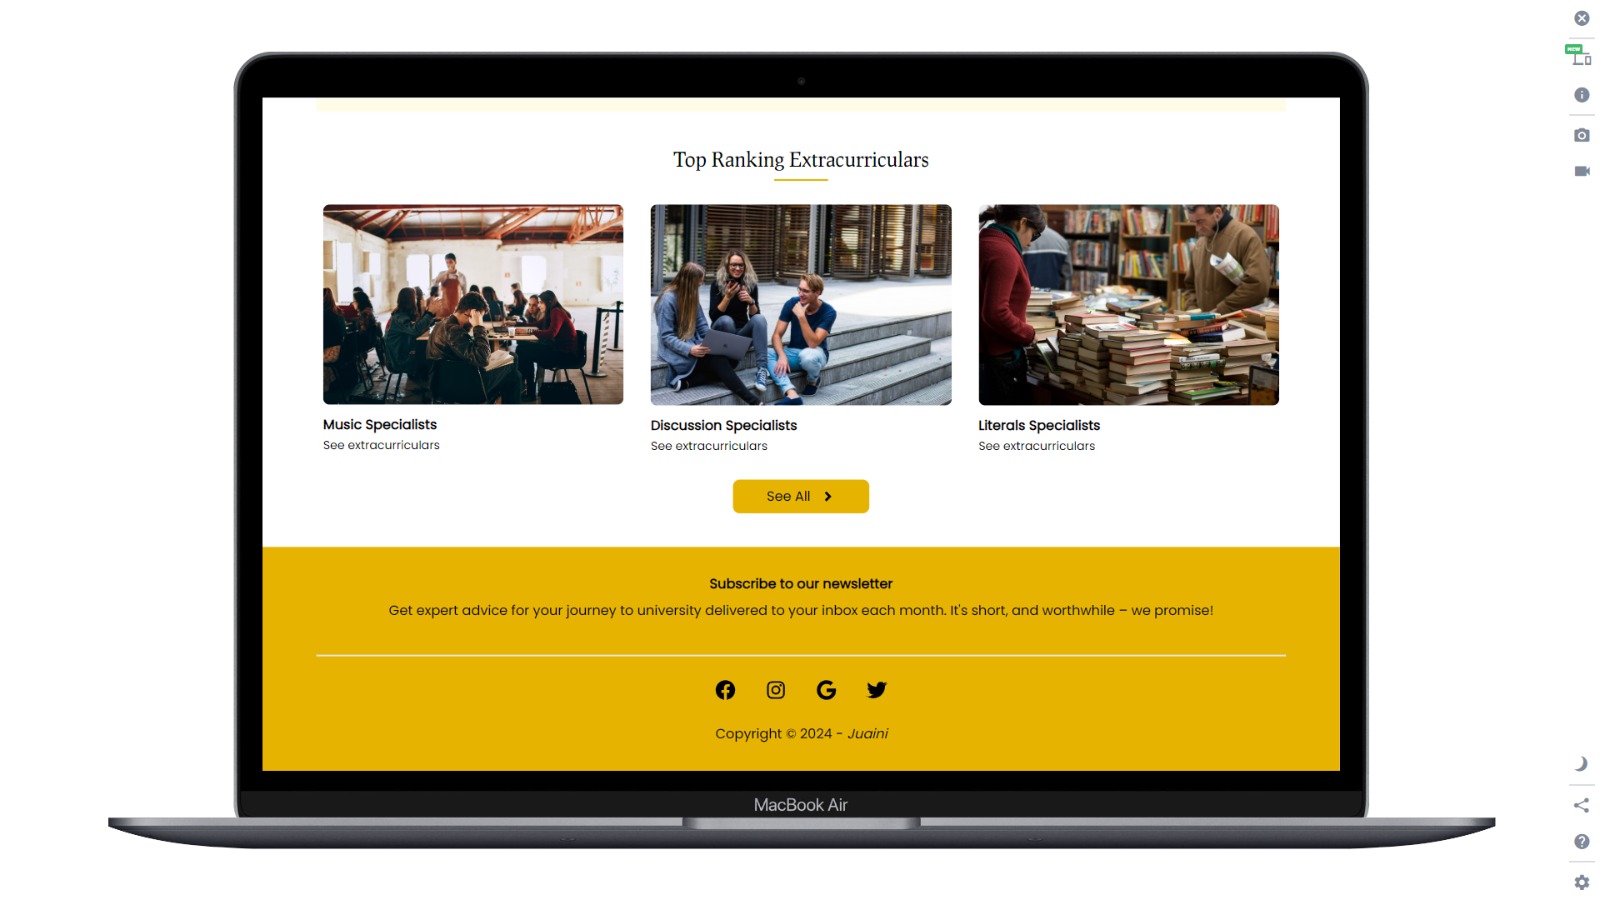 NEW
Top Ranking Extracurriculars
Music Specialists
See extracurriculars
Discussion Specialists
See extracurriculars
Literals Specialists
See extracurriculars
See All
Subscribe to our newsletter
Get expert advice for your journey to university delivered to your inbox each month. It's short, and worthwhile – we promise!
Copyright © 2024 - Juaini
MacBook Air